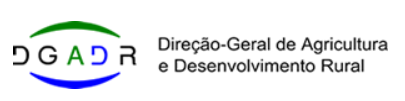 DGADR
Direção-Geral de Agricultura
e Desenvolvimento Rural